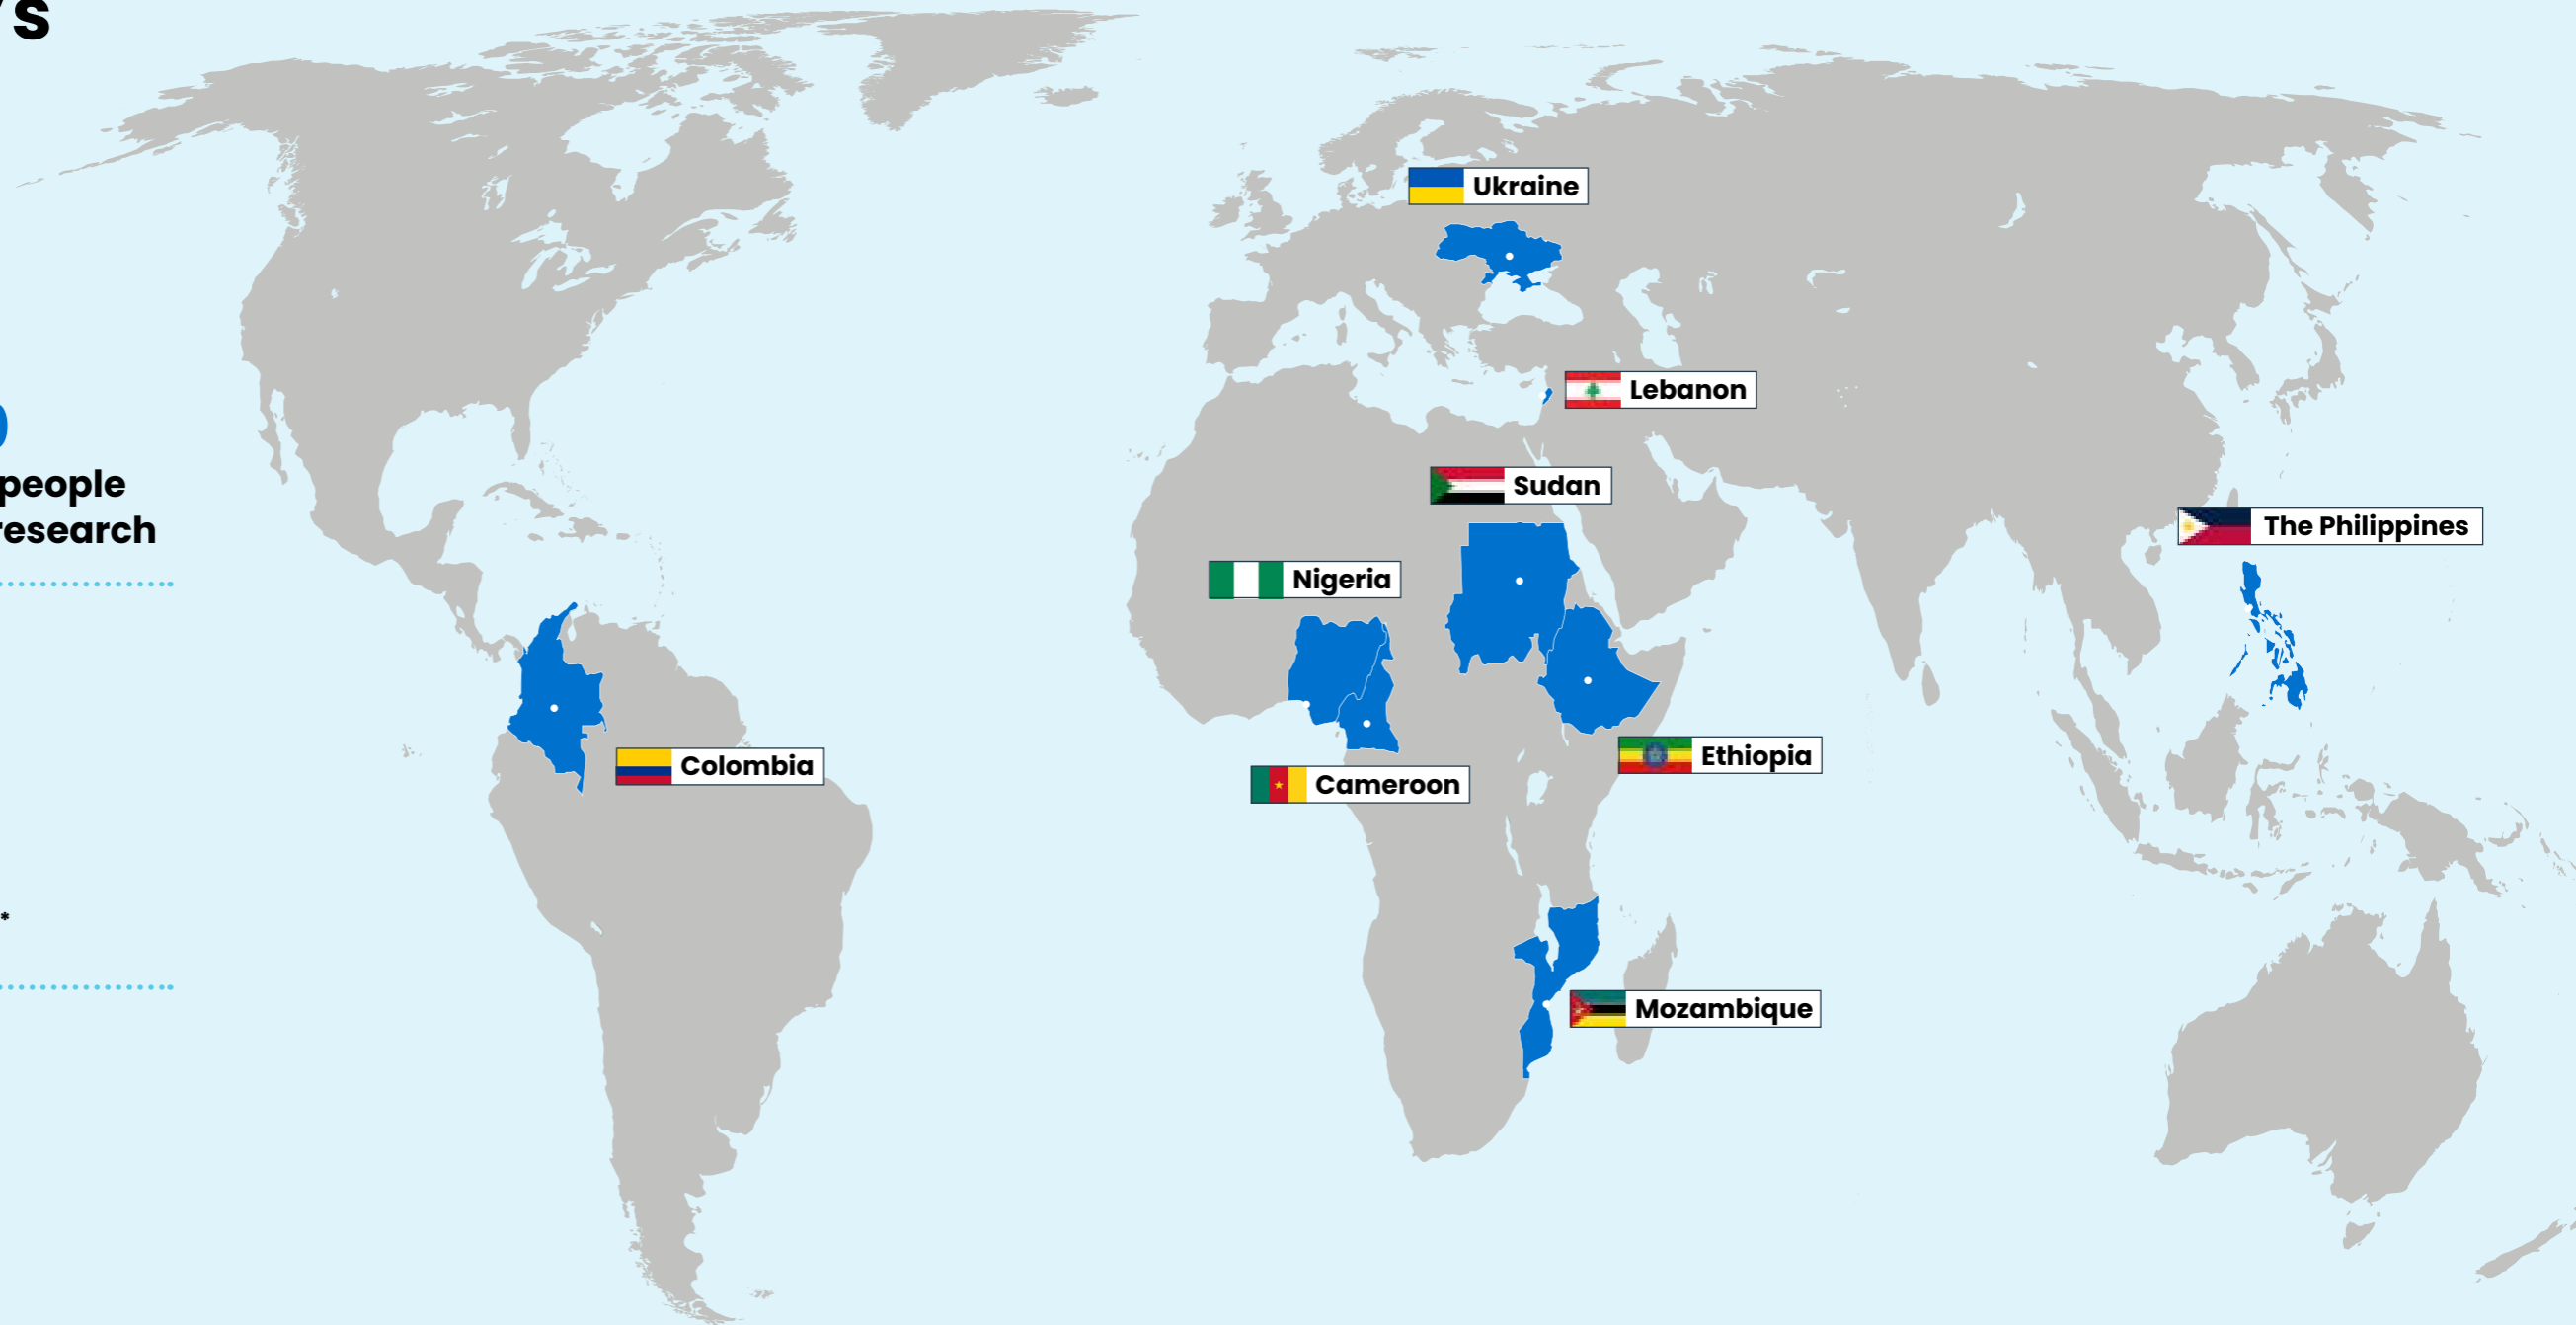 's
people
research
*
Ukraine
Lebanon
Sudan
The Philippines
Nigeria
Colombia
Ethiopia
Cameroon
Mozambique